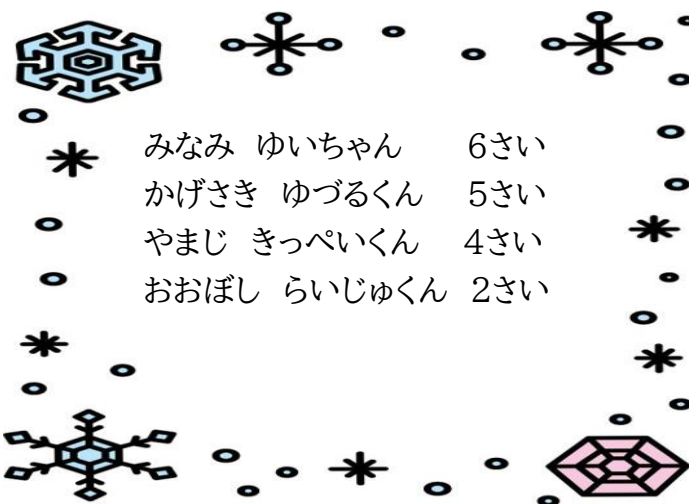 みなみ ゆいちゃん 6さい
かげさき ゆづるくん 5さい
やまじ きっぺいくん 4さい
おおぼし らいじゅくん 2さい